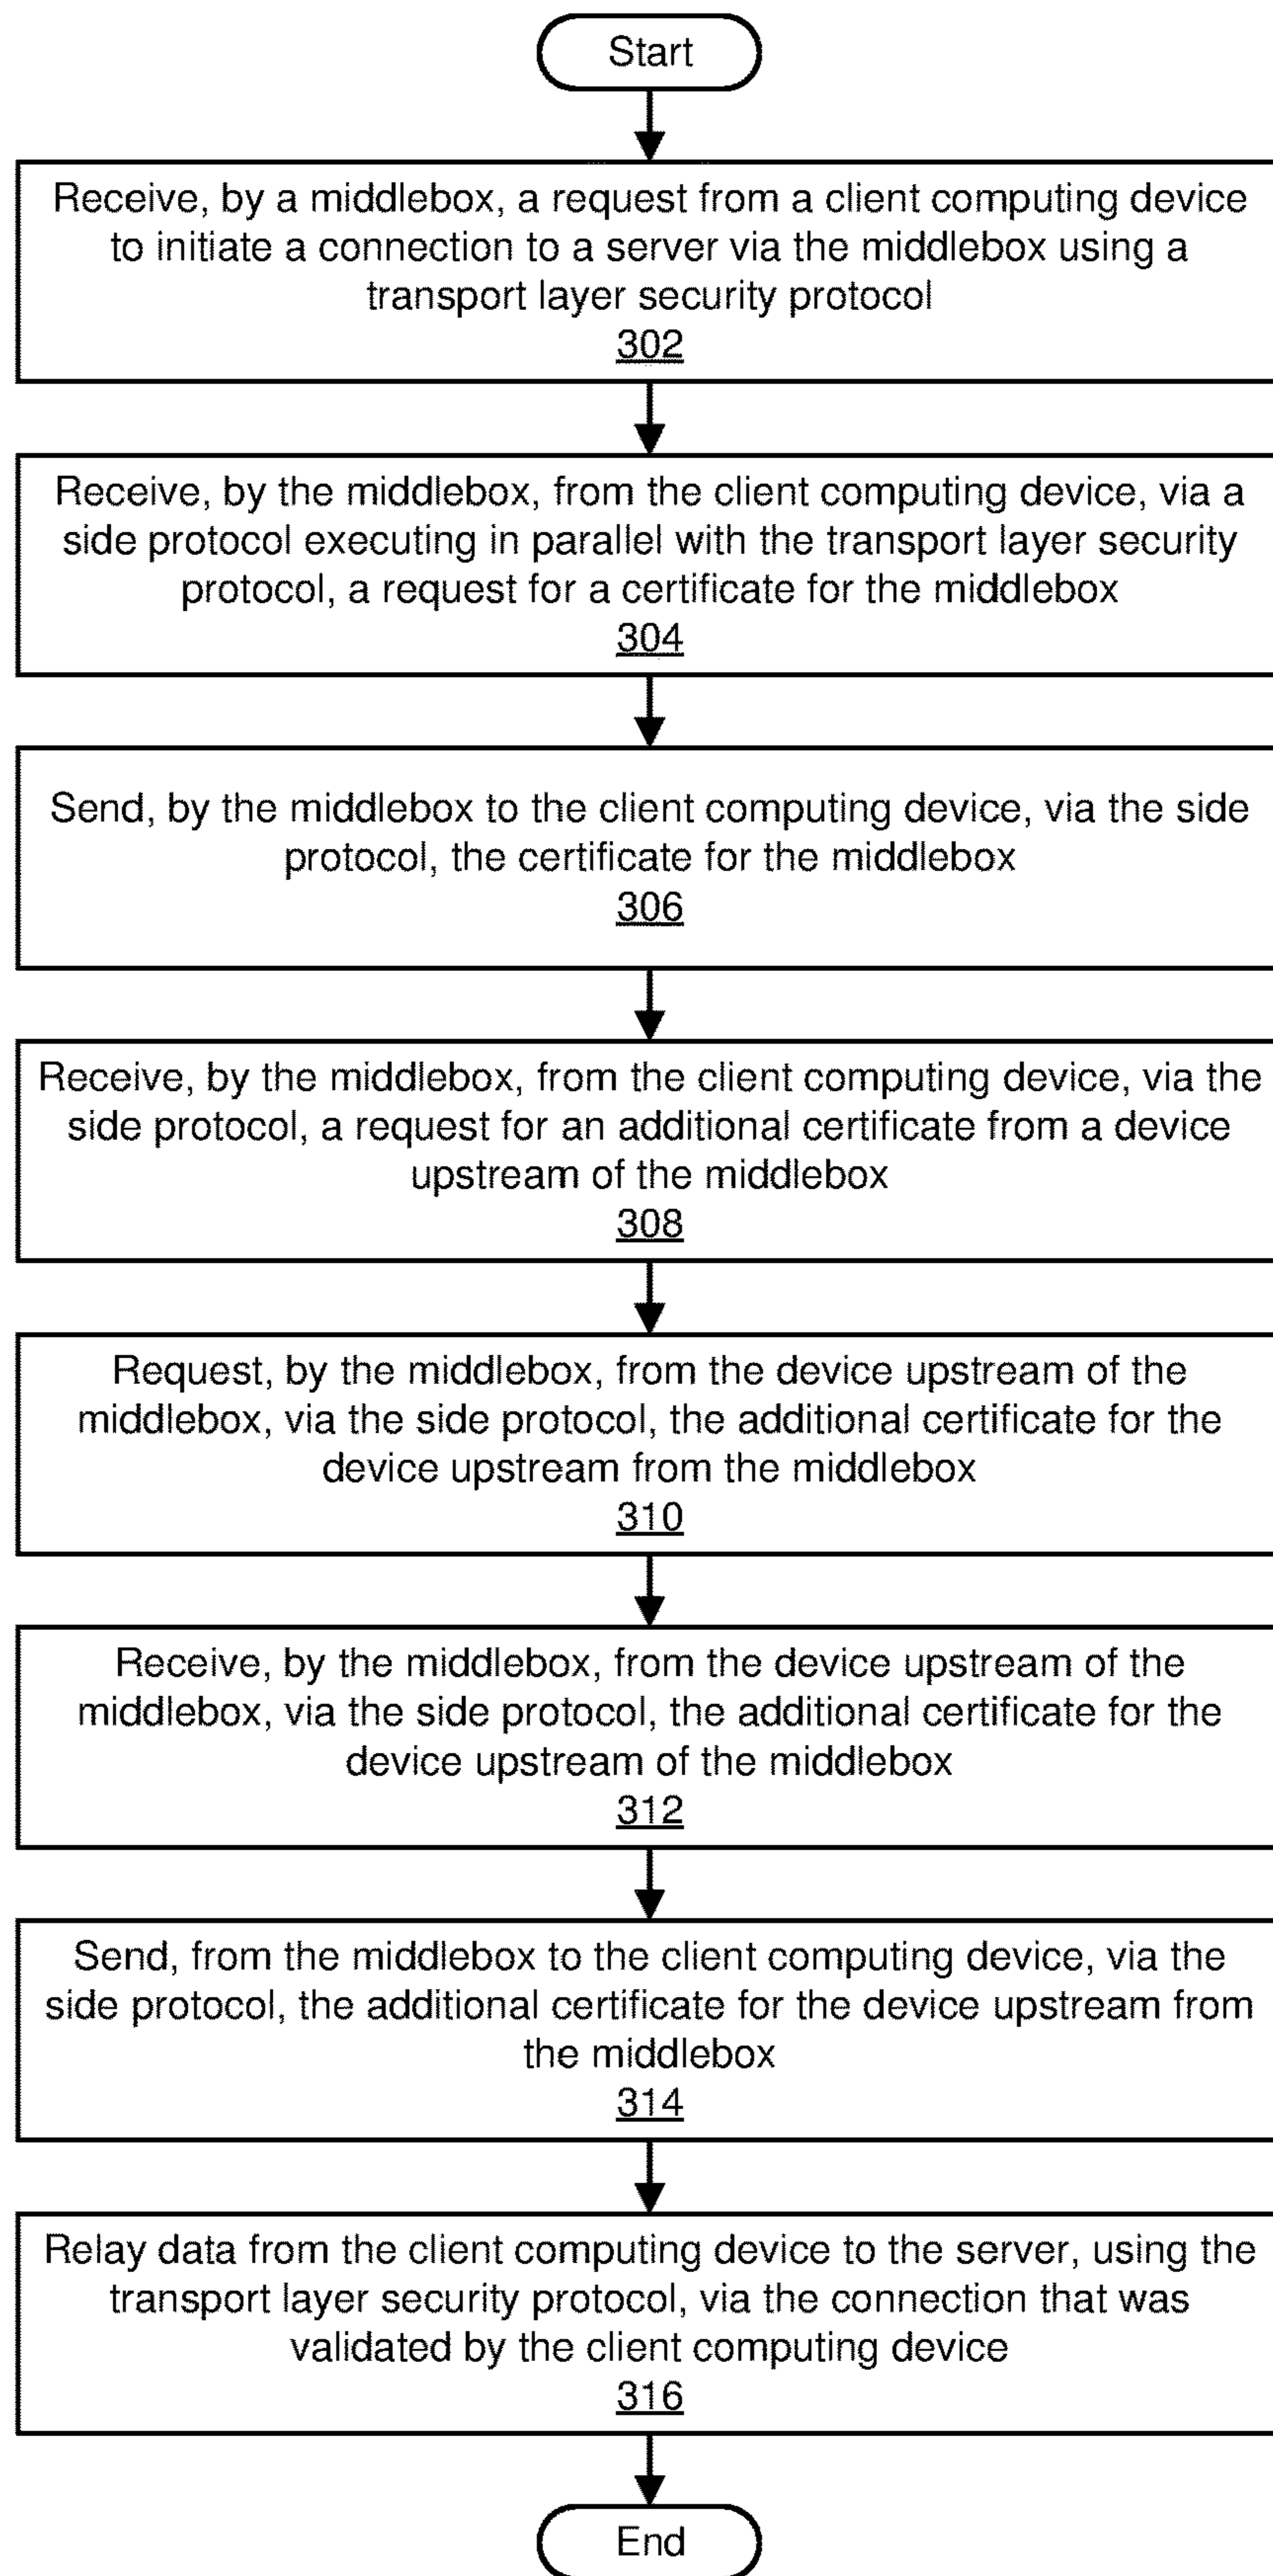 Start
Receive, by a middlebox, a request from a client computing device
to initiate a connection to a server via the middlebox using a
transport layer security protocol
302
Receive, by the middlebox, from the client computing device, via a
side protocol executing in parallel with the transport layer security
protocol, a request for a certificate for the middlebox
304
Send, by the middlebox to the client computing device, via the side
protocol, the certificate for the middlebox
306
Receive, by the middlebox, from the client computing device, via the
side protocol, a request for an additional certificate from a device
upstream of the middlebox
308
Request, by the middlebox, from the device upstream of the
middlebox, via the side protocol, the additional certificate for the
device upstream from the middlebox
310
Receive, by the middlebox, from the device upstream of the
middlebox, via the side protocol, the additional certificate for the
device upstream of the middlebox
312
Send, from the middlebox to the client computing device, via the
side protocol, the additional certificate for the device upstream from
the middlebox
314
Relay data from the client computing device to the server, using the
transport layer security protocol, via the connection that was
validated by the client computing device
316
End